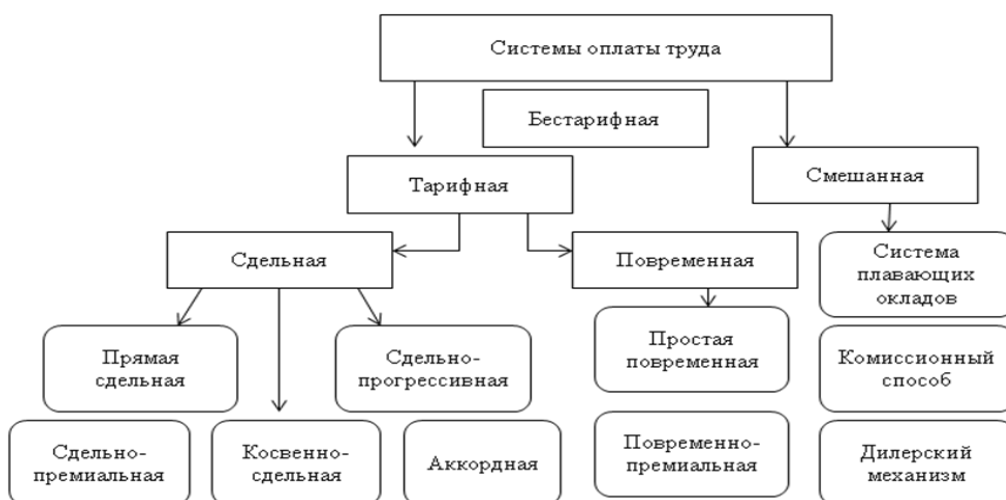 Системы оплаты труда
Бестарифная
Тарифная
Смешанная
Сдельная
Повременная
Система
плавающих
окладов
Прямая
сдельная
Сдельно-
прогрессивная
Простая
повременная
Комиссионный
способ
Сдельно-
премиальная
Косвенно-
сдельная
Аккордная
Повременно-
премиальная
Дилерский
механизм